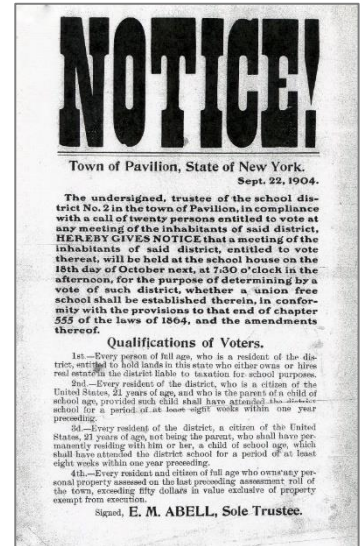 NOTICE!
Town of Pavilion, State of New York.
Sept. 22, 1904.
The undersigned, trustee of the school dis-
trict No. 2 in the town of Pavilion, in compliance
with a call of twenty persons entitled to vote at
any meeting of the inhabitants of said district,
HEREBY GIVES NOTICE that a meeting of the
inhabitants of said district, entitled to vote
thereat, will be held at the school house on the
18th day of October next, at 7:30 o'clock in the
afternoon, for the purpose of determining by a
vote of such district, whether a union free
school shall be established therein, in confor-
mity with the provisions to that end of chapter
555 of the laws of 1864, and the amendments
thereof.
Qualifications of Voters.
1st.—Every person of full age, who is a resident of the dis-
trict, entitled to hold lands in this state who either owns or hires
real estate in the district liable to taxation for school purposes.
2nd.—Every resident of the district, who is a citizen of the
United States, 21 years of age, and who is the parent of a child of
school age, provided such child shall have attended the district
school for a period of at least eight weeks within one year
preceding.
3d.—Every resident of the district, a citizen of the United
States, 21 years of age, not being the parent, who shall have per-
manently residing with him or her, a child of school age, which
shall have attended the district school for a period of at least
eight weeks within one year preceding.
4th.—Every resident and citizen of full age who owns any per-
sonal property assessed on the last preceding assessment roll of
the town, exceeding fifty dollars in value exclusive of property
exempt from execution.
Signed, E. M. ABELL, Sole Trustee.